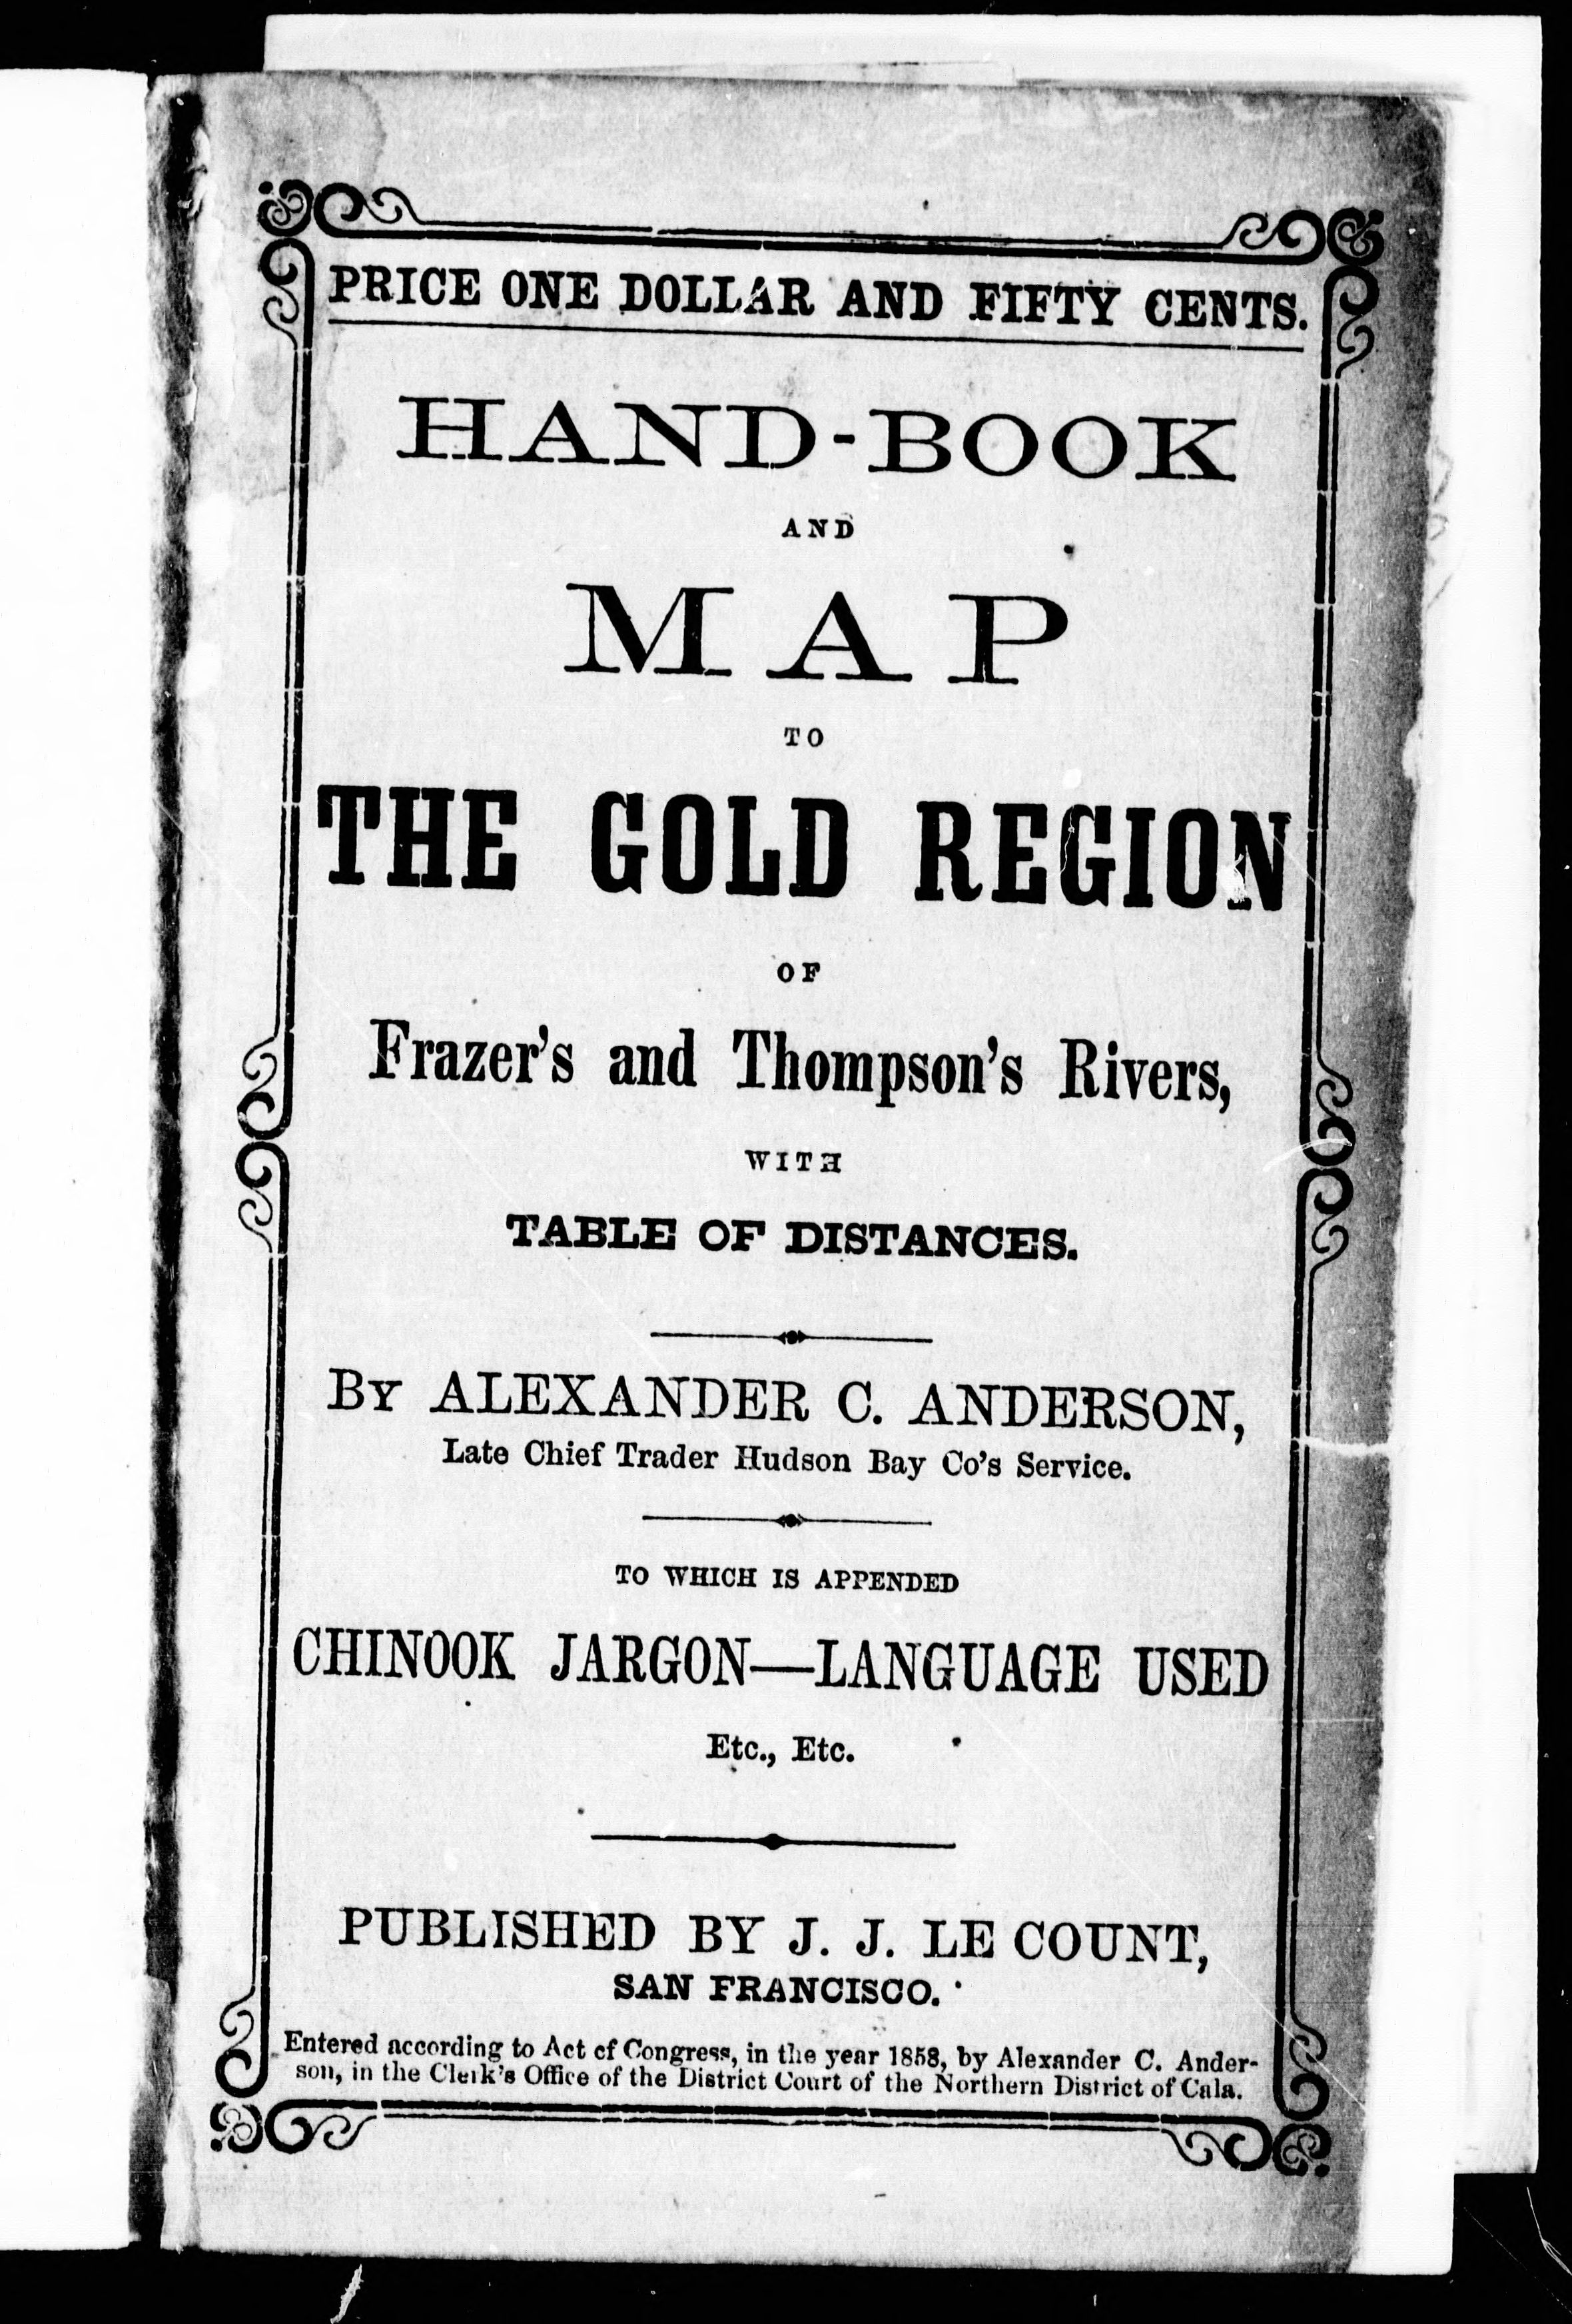 PRICE ONE DOLLAR AND FIFTY CENTS.
HAND-BOOK
AND
MAP
TO
THE GOLD REGION
OF
Frazer's and Thompson's Rivers,
WITH
TABLE OF DISTANCES.
BY ALEXANDER C. ANDERSON,
Late Chief Trader Hudson Bay Co's Service.
TO WHICH IS APPENDED
CHINOOK JARGON—LANGUAGE USED
Etc., Etc.
PUBLISHED BY J. J. LE COUNT,
SAN FRANCISCO.
Entered according to Act of Congress, in the year 1858, by Alexander C. Ander-
son, in the Clerk's Office of the District Court of the Northern District of Cala.